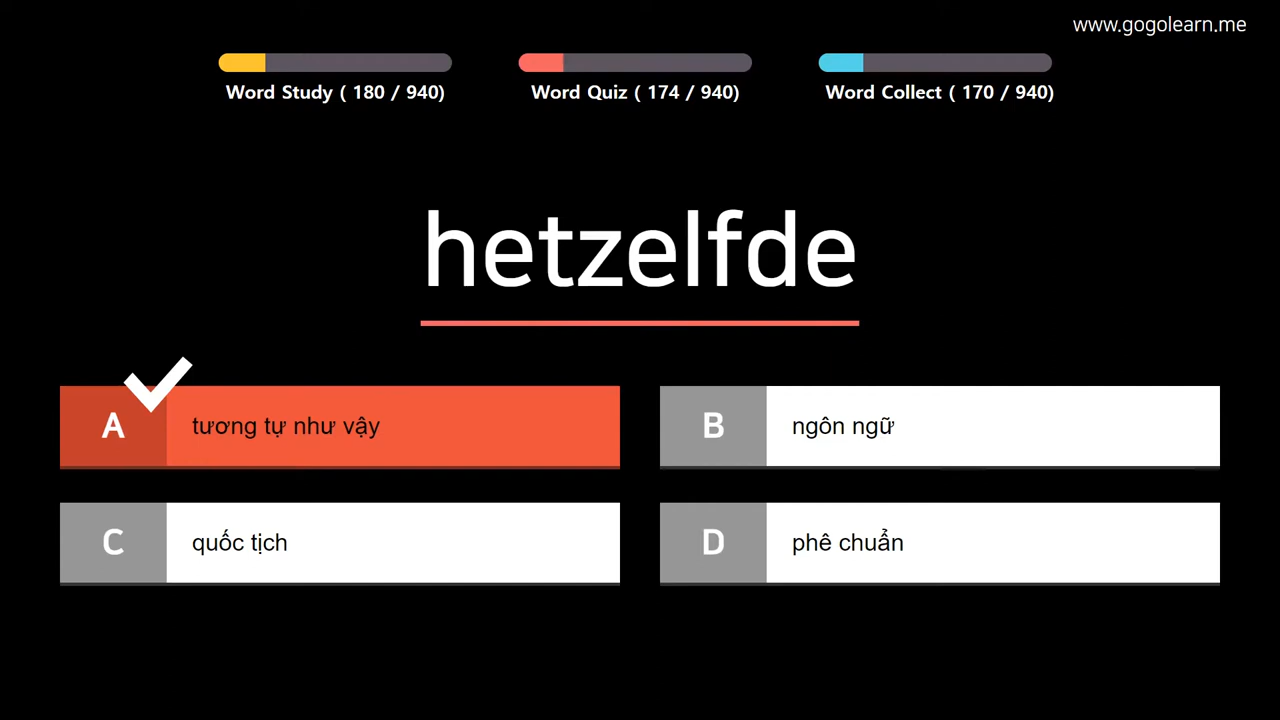 www.gogolearn.me
Word Study ( 180 / 940)
Word Quiz ( 174 / 940)
Word Collect ( 170 / 940)
hetzelfde
A tương tự như vậy
B ngôn ngữ
C quốc tịch
D phê chuẩn